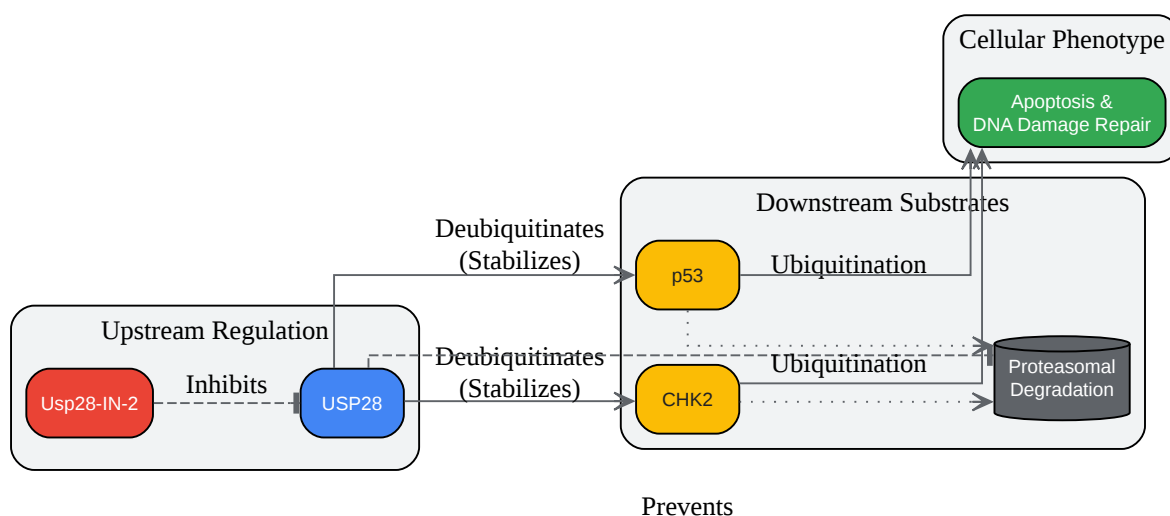 Cellular Phenotype
Apoptosis &
DNA Damage Repair
Downstream Substrates
Deubiquitinates
(Stabilizes)
p53
Ubiquitination
Upstream Regulation
Usp28-IN-2
Inhibits
USP28
Deubiquitinates
(Stabilizes)
CHK2
Ubiquitination
Proteasomal
Degradation
Prevents